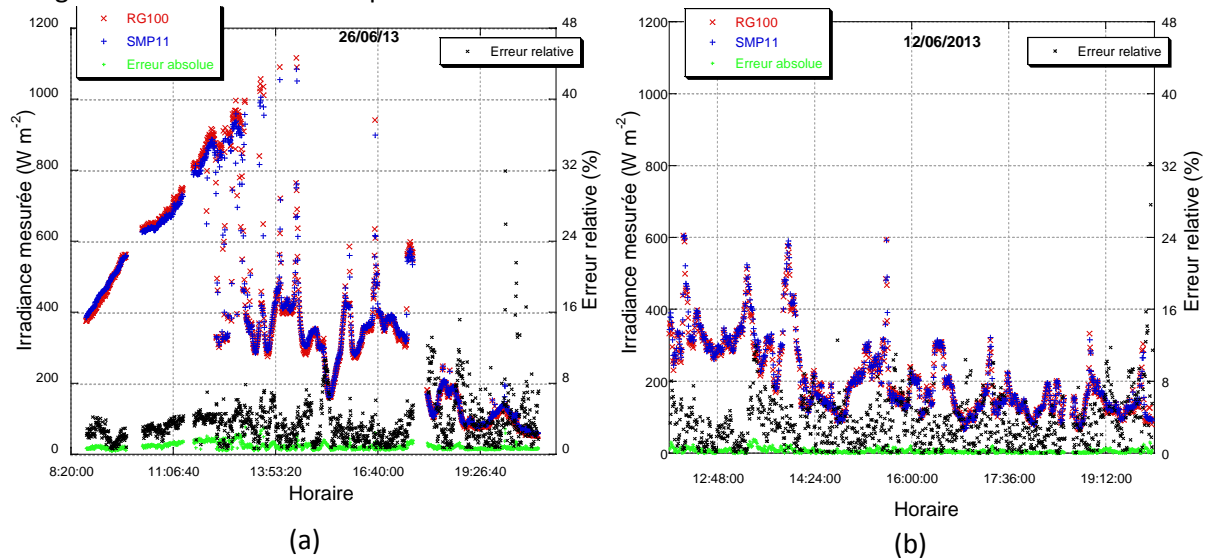 RG100
SMP11
Erreur absolue
26/06/13
Erreur relative
1200
1000
800
600
400
200
0
48
40
32
24
16
8
0
Irradiance mesurée (W m-2)
Erreur relative (%)
8:20:00 11:06:40 13:53:20 16:40:00 19:26:40
Horaire
(a)
RG100
SMP11
Erreur absolue
12/06/2013
Erreur relative
1200
1000
800
600
400
200
0
48
40
32
24
16
8
0
Irradiance mesurée (W m-2)
Erreur relative (%)
12:48:00 14:24:00 16:00:00 17:36:00 19:12:00
Horaire
(b)